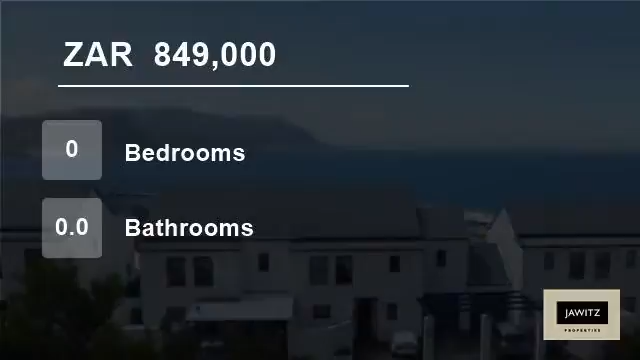 ZAR 849,000
0 Bedrooms
0.0 Bathrooms
JAWITZ
PROPERTIES